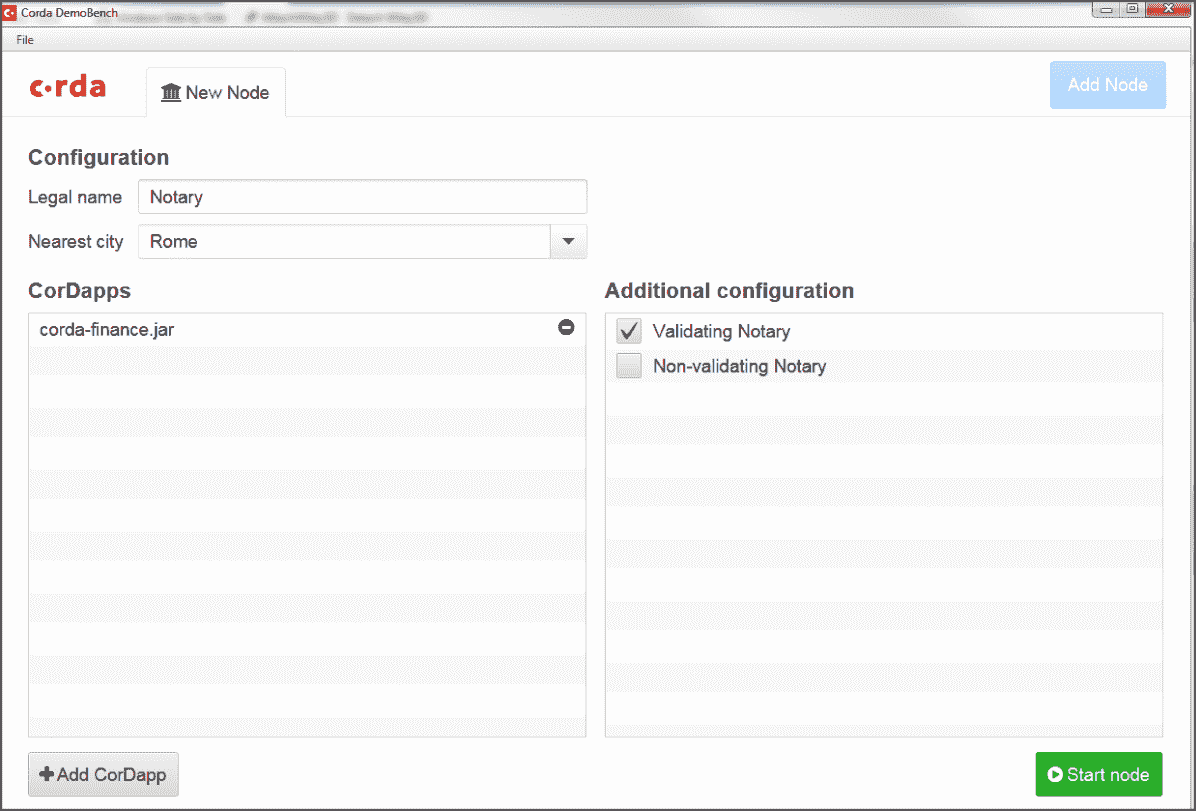 Corda DemoBench
File
c·rda
New Node
Add Node
Configuration
Legal name Notary
Nearest city Rome
CorDapps
Additional configuration
corda-finance.jar
Validating Notary
Non-validating Notary
Add CorDapp
Start node